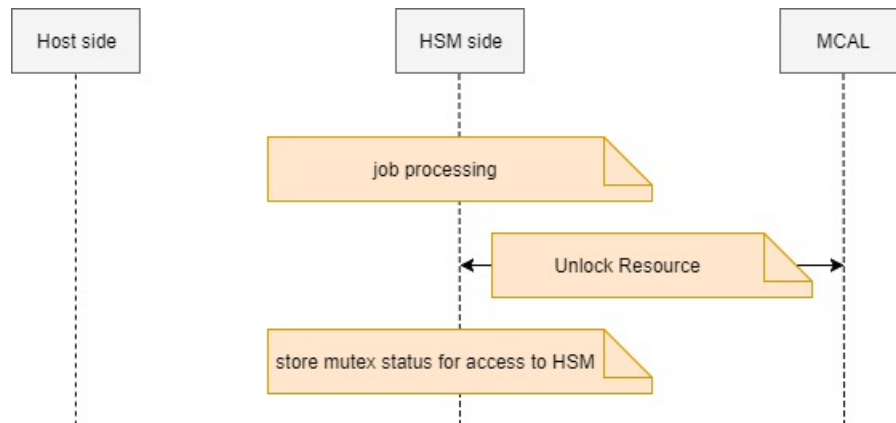 Host side
HSM side
MCAL
job processing
Unlock Resource
store mutex status for access to HSM